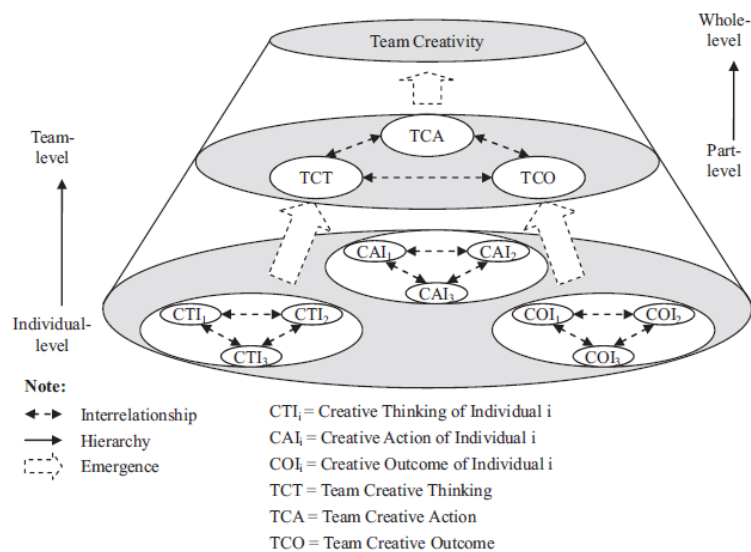 Team Creativity
Whole-
level
Team-
level
TCA
Part-
level
TCT
TCO
CAI₁
CAI₂
CAI₃
CTI₁
CTI₂
COI₁
COI₂
Individual-
level
CTI₃
COI₃
Note:
Interrelationship
Hierarchy
Emergence
CTIᵢ = Creative Thinking of Individual i
CAIᵢ = Creative Action of Individual i
COIᵢ = Creative Outcome of Individual i
TCT = Team Creative Thinking
TCA = Team Creative Action
TCO = Team Creative Outcome